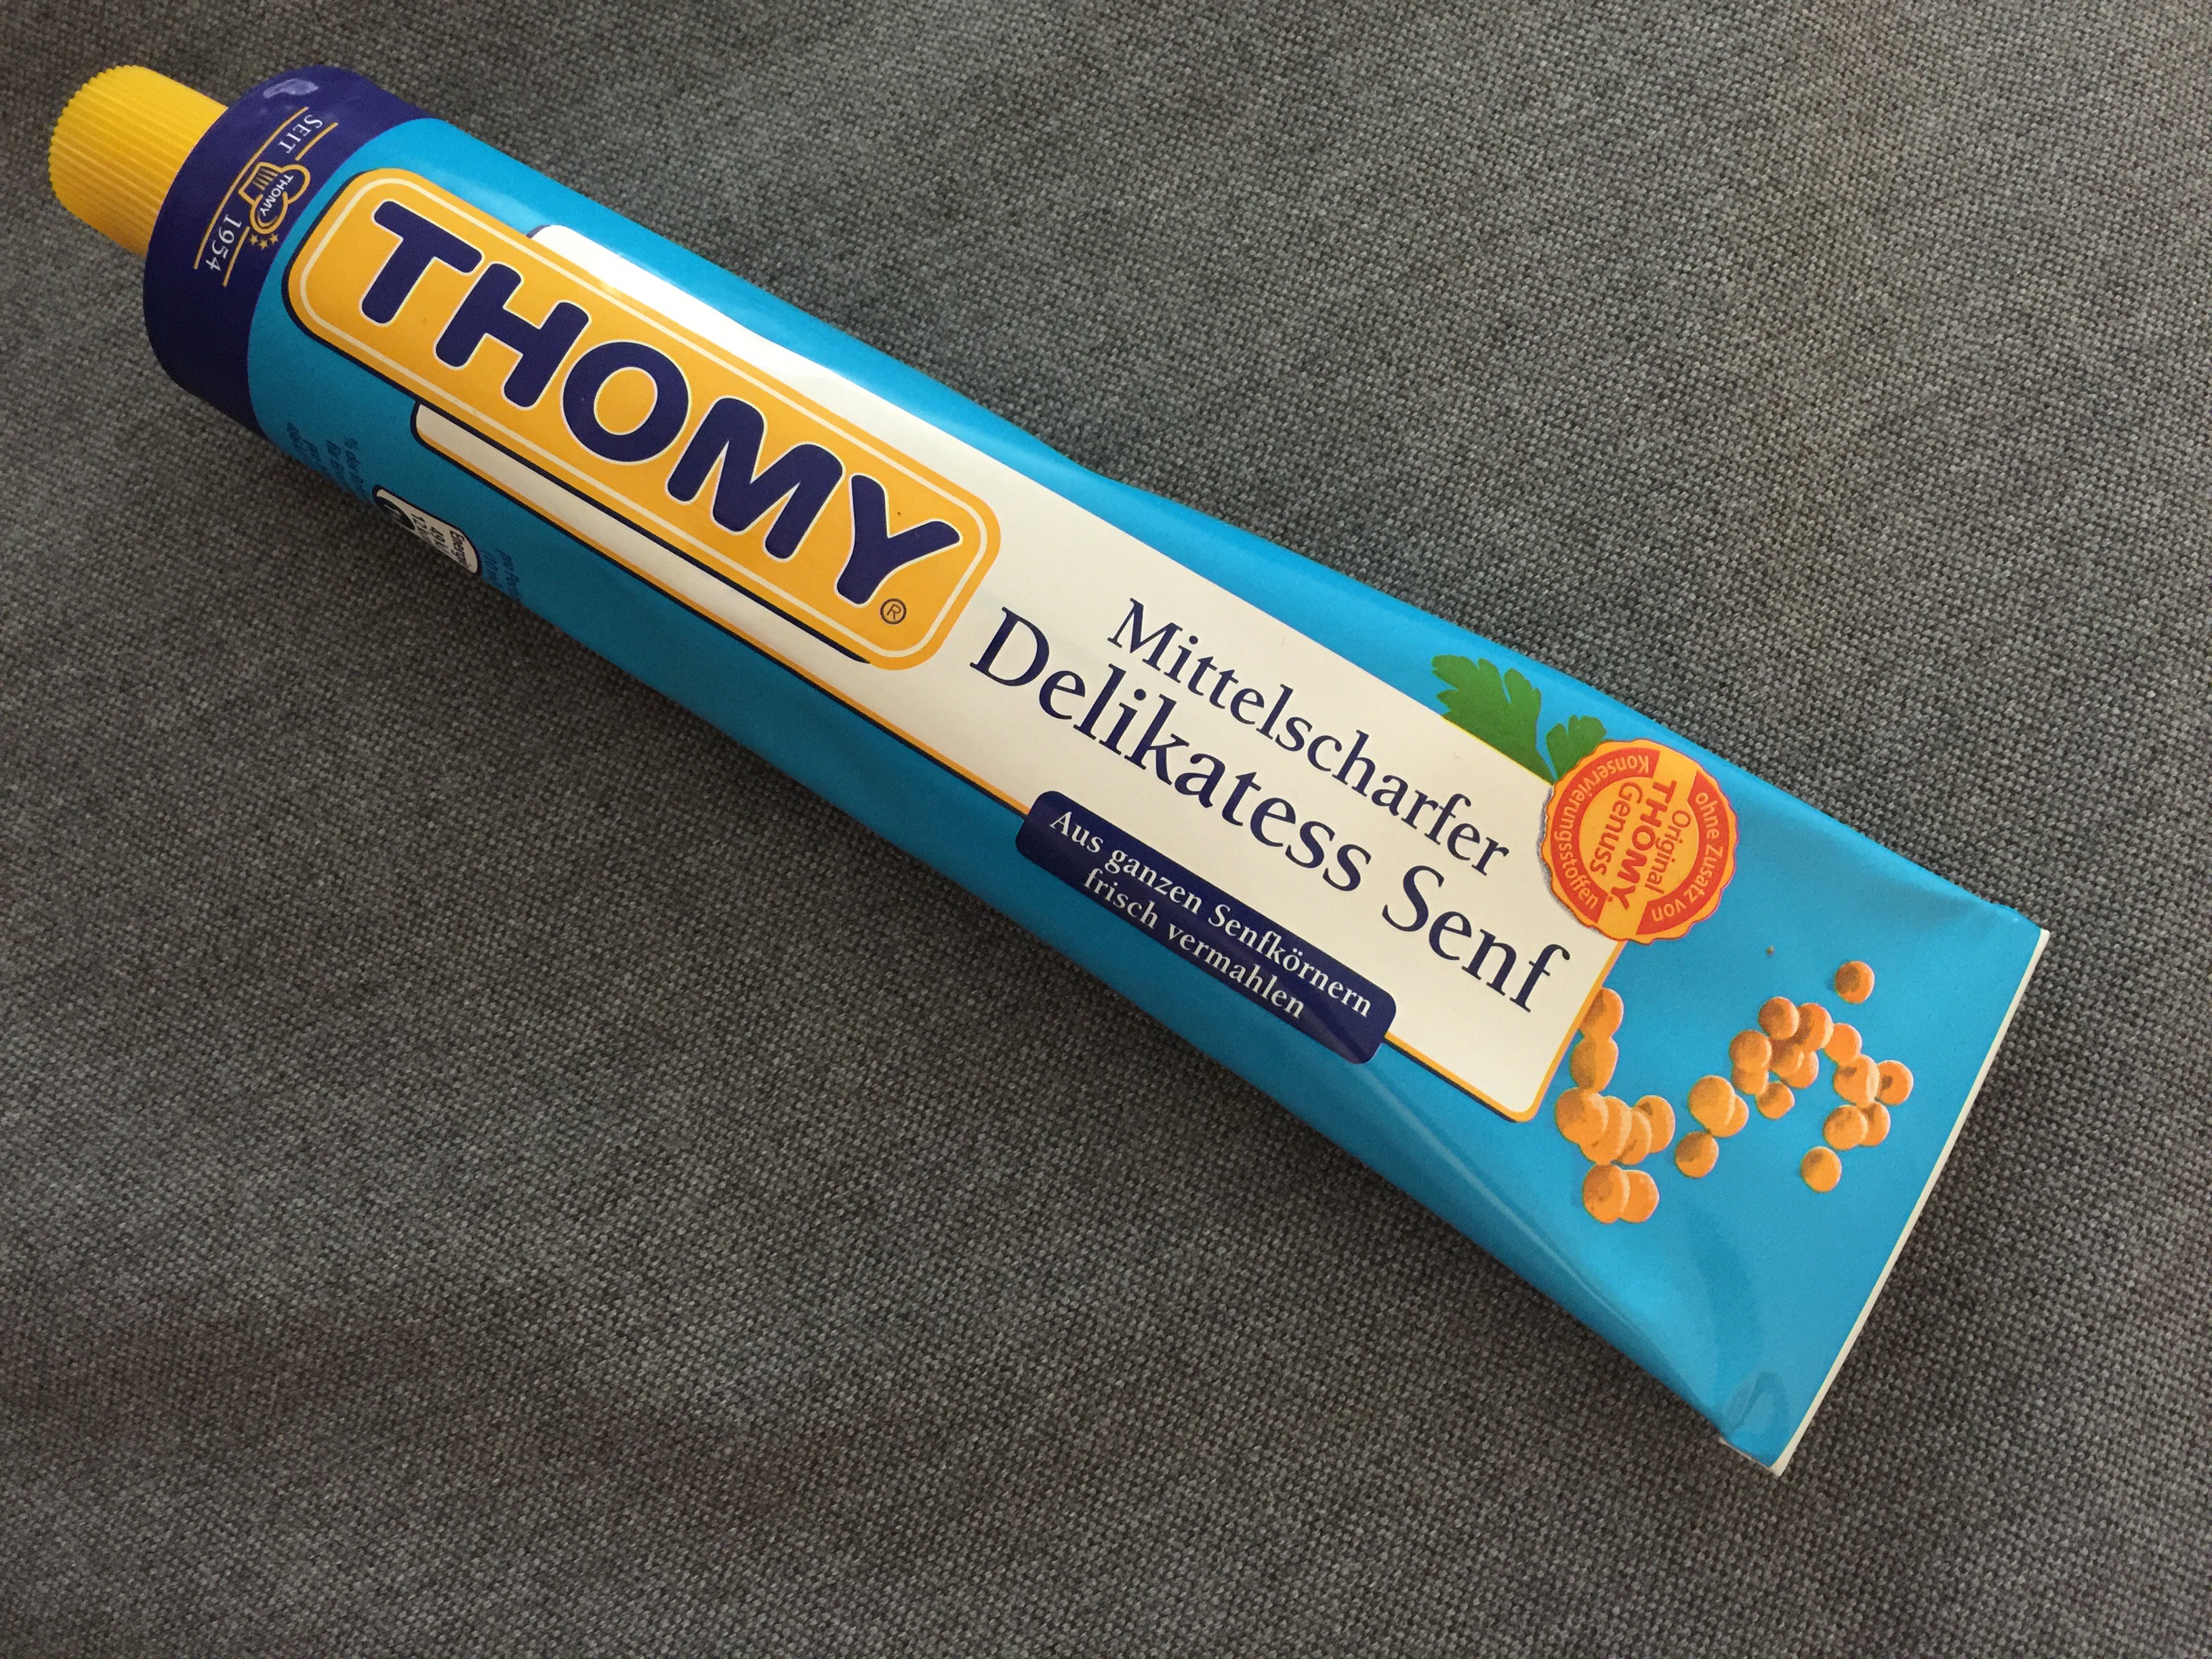 SEIT 1954
THOMY
THOMY®
Mittelscharfer
Delikatess Senf
Aus ganzen Senfkörnern
frisch vermahlen
ohne Zusatz von
Original
THOMY
Genuss
Konservierungsstoffen